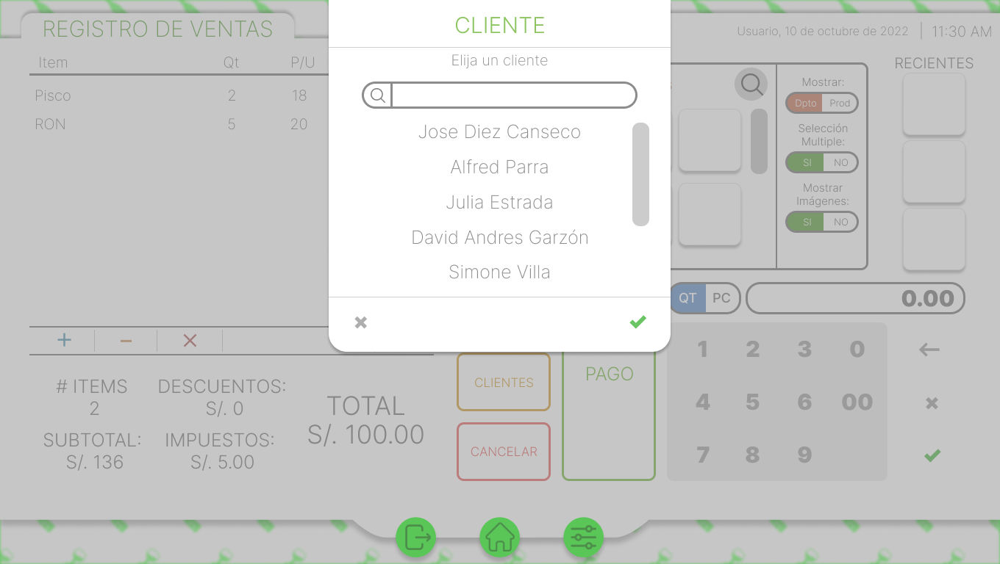 REGISTRO DE VENTAS
Item Qt P/U
Pisco 2 18
RON 5 20
# ITEMS
2
DESCUENTOS:
S/. 0
SUBTOTAL:
S/. 136
IMPUESTOS:
S/. 5.00
TOTAL
S/. 100.00
CLIENTE
Elija un cliente
Jose Diez Canseco
Alfred Parra
Julia Estrada
David Andres Garzón
Simone Villa
CLIENTES
CANCELAR
PAGO
Usuario, 10 de octubre de 2022
11:30 AM
Mostrar:
Dpto Prod
Selección
Multiple:
SI NO
Mostrar
Imágenes:
SI NO
RECIENTES
QT PC
0.00
1 2 3 0
4 5 6 00
7 8 9